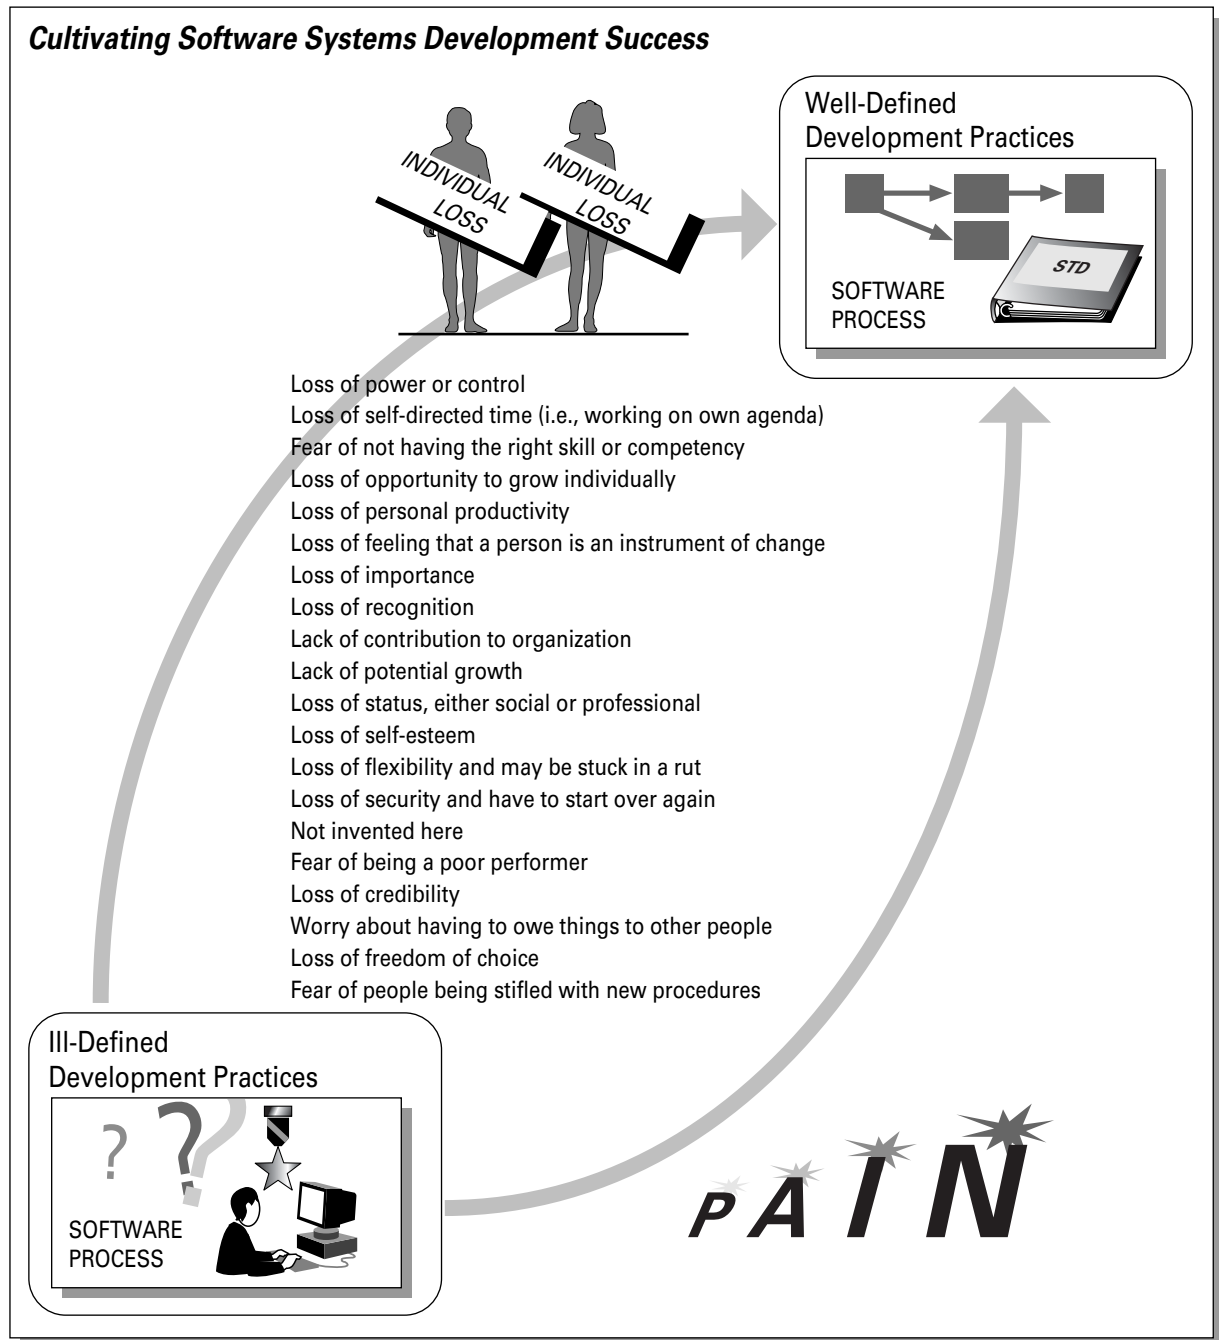 Cultivating Software Systems Development Success
INDIVIDUAL
LOSS
INDIVIDUAL
LOSS
Well-Defined
Development Practices
STD
SOFTWARE
PROCESS
Loss of power or control
Loss of self-directed time (i.e., working on own agenda)
Fear of not having the right skill or competency
Loss of opportunity to grow individually
Loss of personal productivity
Loss of feeling that a person is an instrument of change
Loss of importance
Loss of recognition
Lack of contribution to organization
Lack of potential growth
Loss of status, either social or professional
Loss of self-esteem
Loss of flexibility and may be stuck in a rut
Loss of security and have to start over again
Not invented here
Fear of being a poor performer
Loss of credibility
Worry about having to owe things to other people
Loss of freedom of choice
Fear of people being stifled with new procedures
Ill-Defined
Development Practices
? ? ?
SOFTWARE
PROCESS
PAIN